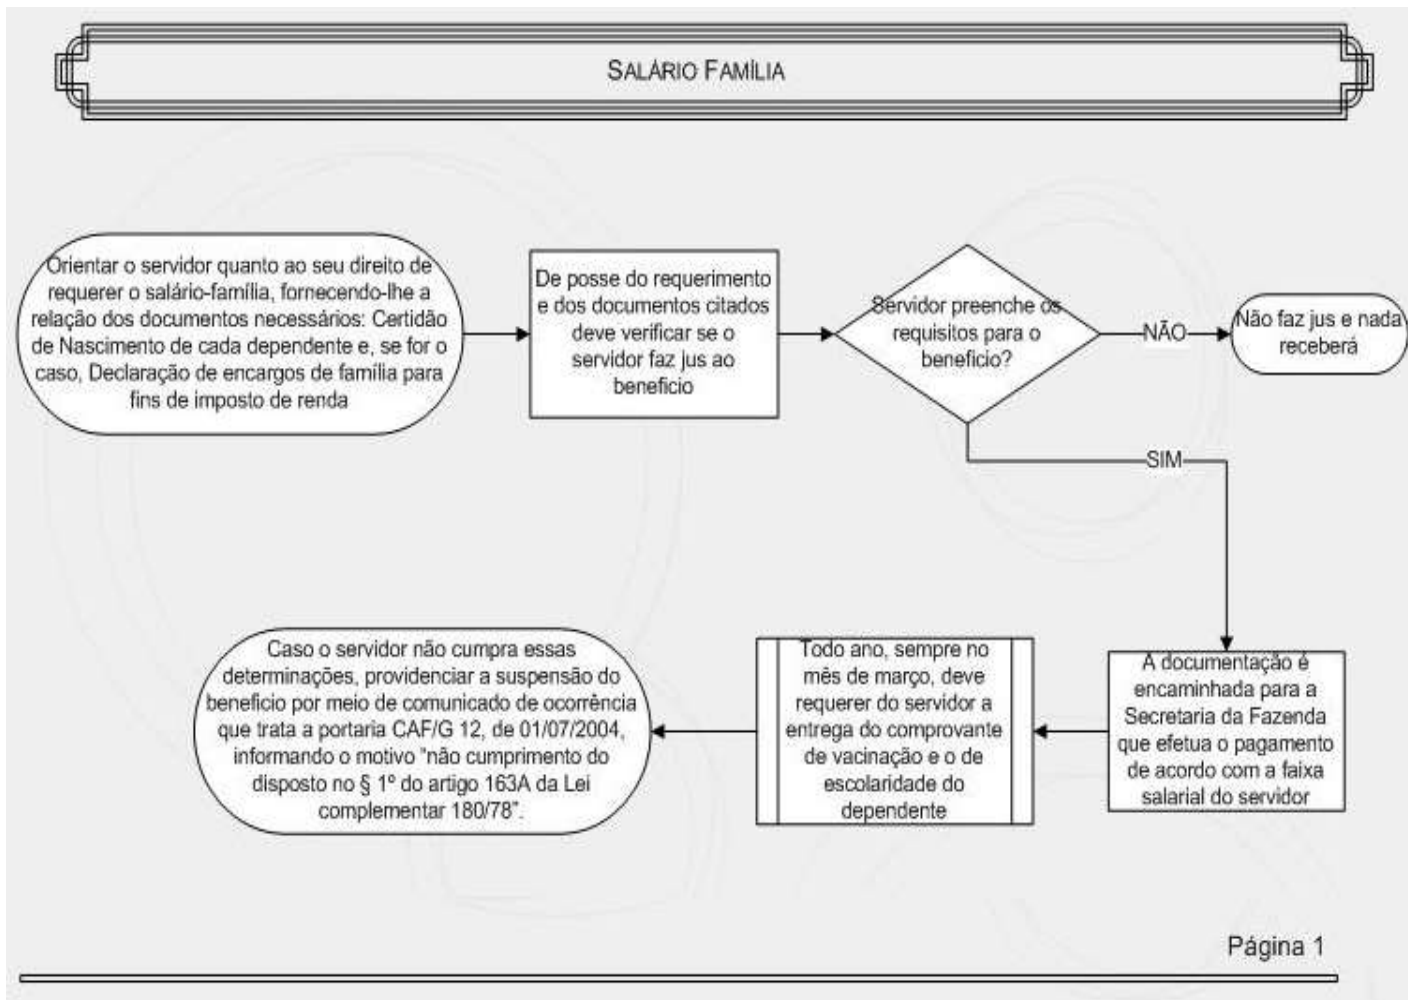 SALÁRIO FAMÍLIA
Orientar o servidor quanto ao seu direito de
requerer o salário-família, fornecendo-lhe a
relação dos documentos necessários: Certidão
de Nascimento de cada dependente e, se for o
caso, Declaração de encargos de família para
fins de imposto de renda
De posse do requerimento
e dos documentos citados
deve verificar se o
servidor faz jus ao
beneficio
Servidor preenche os
requisitos para o
beneficio?
NÃO
Não faz jus e nada
receberá
SIM
A documentação é
encaminhada para a
Secretaria da Fazenda
que efetua o pagamento
de acordo com a faixa
salarial do servidor
Todo ano, sempre no
mês de março, deve
requerer do servidor a
entrega do comprovante
de vacinação e o de
escolaridade do
dependente
Caso o servidor não cumpra essas
determinações, providenciar a suspensão do
beneficio por meio de comunicado de ocorrência
que trata a portaria CAF/G 12, de 01/07/2004,
informando o motivo "não cumprimento do
disposto no § 1º do artigo 163A da Lei
complementar 180/78".
Página 1